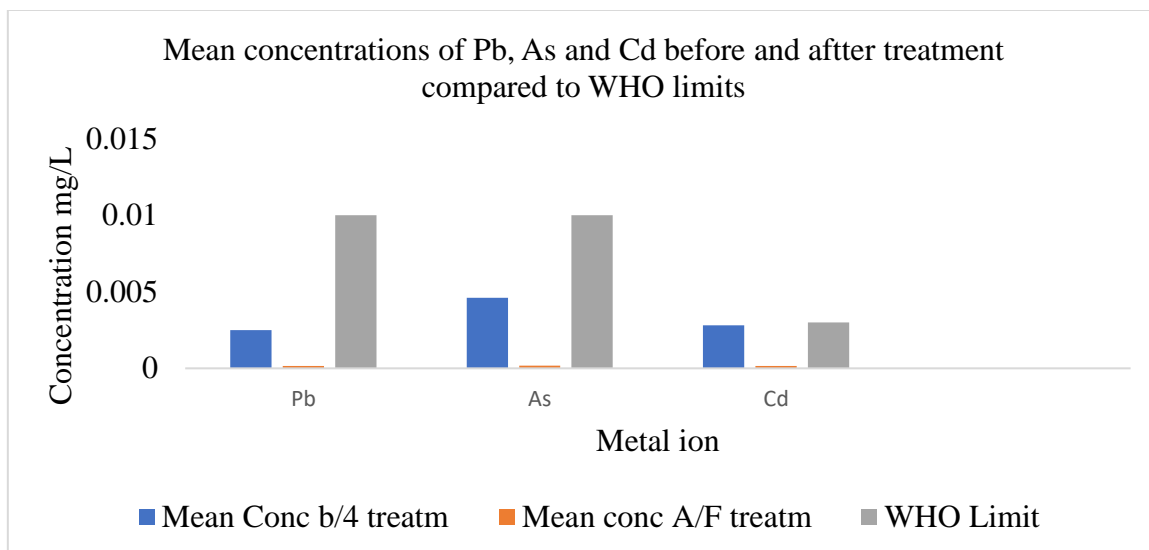 Mean concentrations of Pb, As and Cd before and aftter treatment
compared to WHO limits
0.015
0.01
0.005
0
Concentration mg/L
Pb As Cd
Metal ion
Mean Conc b/4 treatm Mean conc A/F treatm WHO Limit